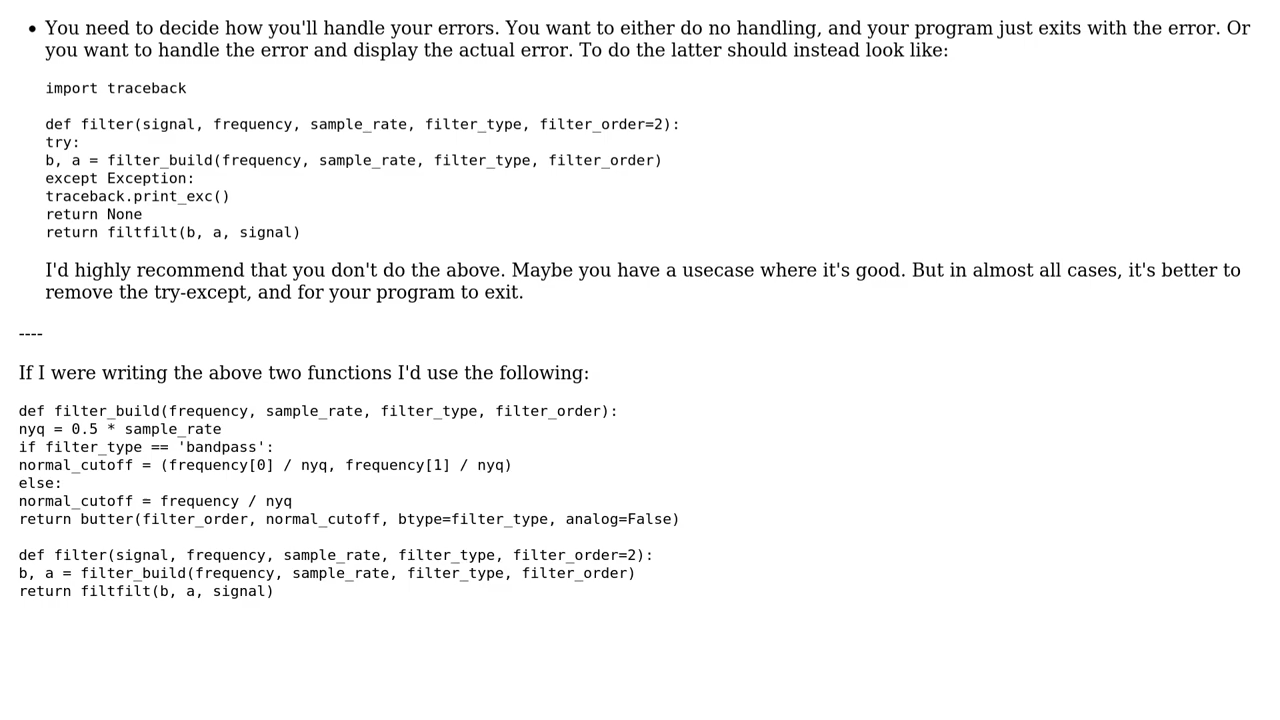 • You need to decide how you'll handle your errors. You want to either do no handling, and your program just exits with the error. Or
you want to handle the error and display the actual error. To do the latter should instead look like:
import traceback
def filter(signal, frequency, sample_rate, filter_type, filter_order=2):
try:
b, a = filter_build(frequency, sample_rate, filter_type, filter_order)
except Exception:
traceback.print_exc()
return None
return filtfilt(b, a, signal)
I'd highly recommend that you don't do the above. Maybe you have a usecase where it's good. But in almost all cases, it's better to
remove the try-except, and for your program to exit.
----
If I were writing the above two functions I'd use the following:
def filter_build(frequency, sample_rate, filter_type, filter_order):
nyq = 0.5 * sample_rate
if filter_type == 'bandpass':
normal_cutoff = (frequency[0] / nyq, frequency[1] / nyq)
else:
normal_cutoff = frequency / nyq
return butter(filter_order, normal_cutoff, btype=filter_type, analog=False)
def filter(signal, frequency, sample_rate, filter_type, filter_order=2):
b, a = filter_build(frequency, sample_rate, filter_type, filter_order)
return filtfilt(b, a, signal)